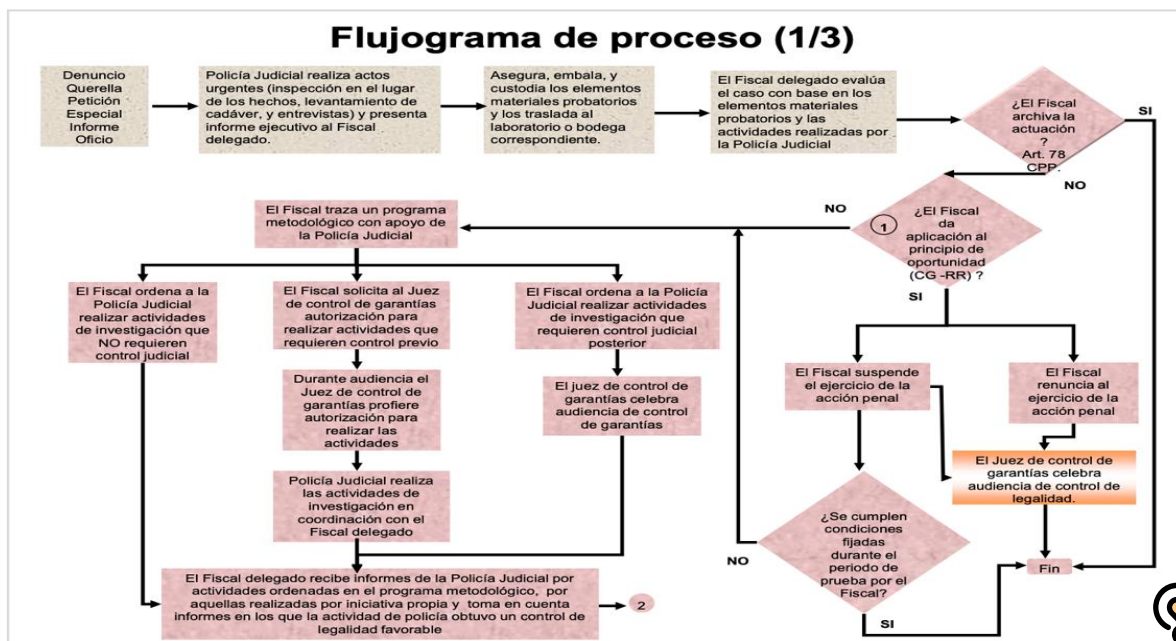 Flujograma de proceso (1/3)
Denuncio
Querella
Petición
Especial
Informe
Oficio
Policía Judicial realiza actos
urgentes (inspección en el lugar
de los hechos, levantamiento de
cadáver, y entrevistas) y presenta
informe ejecutivo al Fiscal
delegado.
Asegura, embala, y
custodia los elementos
materiales probatorios
y los traslada al
laboratorio o bodega
correspondiente.
El Fiscal delegado evalúa
el caso con base en los
elementos materiales
probatorios y las
actividades realizadas por
la Policía Judicial
¿El Fiscal
archiva la
actuación
?
Art. 78
CPP.
SI
NO
1
¿El Fiscal
da
aplicación al
principio de
oportunidad
(CG -RR) ?
NO
SI
El Fiscal traza un programa
metodológico con apoyo de
la Policía Judicial
El Fiscal ordena a la
Policía Judicial
realizar actividades
de investigación que
NO requieren
control judicial
El Fiscal solicita al Juez
de control de garantías
autorización para
realizar actividades que
requieren control previo
El Fiscal ordena a la Policía
Judicial realizar actividades
de investigación que
requieren control judicial
posterior
Durante audiencia el
Juez de control de
garantías profiere
autorización para
realizar las
actividades
El juez de control de
garantías celebra
audiencia de control de
garantías
Policía Judicial realiza
las actividades de
investigación en
coordinación con el
Fiscal delegado
El Fiscal delegado recibe informes de la Policía Judicial por
actividades ordenadas en el programa metodológico, por
aquellas realizadas por iniciativa propia y toma en cuenta
informes en los que la actividad de policía obtuvo un control de
legalidad favorable
2
El Fiscal suspende
el ejercicio de la
acción penal
El Fiscal
renuncia al
ejercicio de la
acción penal
El Juez de control de
garantías celebra
audiencia de control de
legalidad.
¿Se cumplen
condiciones
fijadas
durante el
periodo de
prueba por el
Fiscal?
NO
SI
Fin